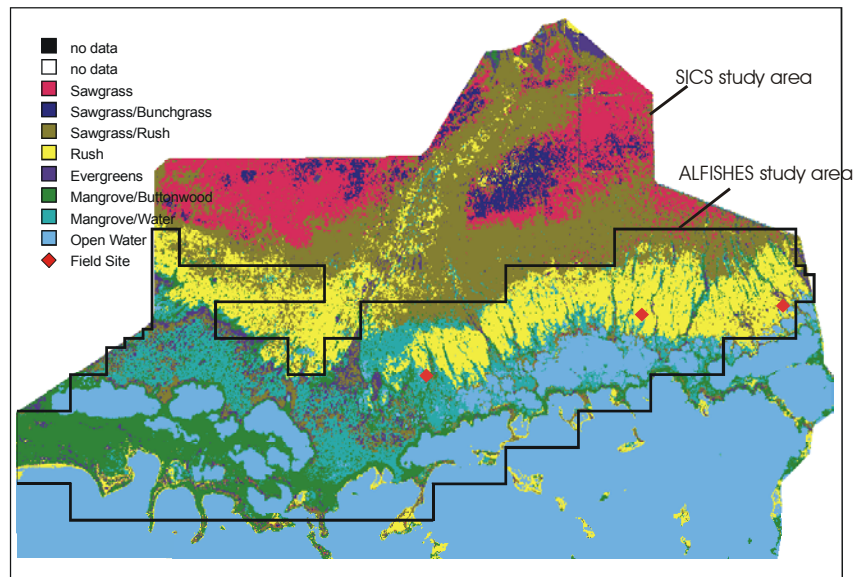 no data
no data
Sawgrass
Sawgrass/Bunchgrass
Sawgrass/Rush
Rush
Evergreens
Mangrove/Buttonwood
Mangrove/Water
Open Water
Field Site
SICS study area
ALFISHES study area